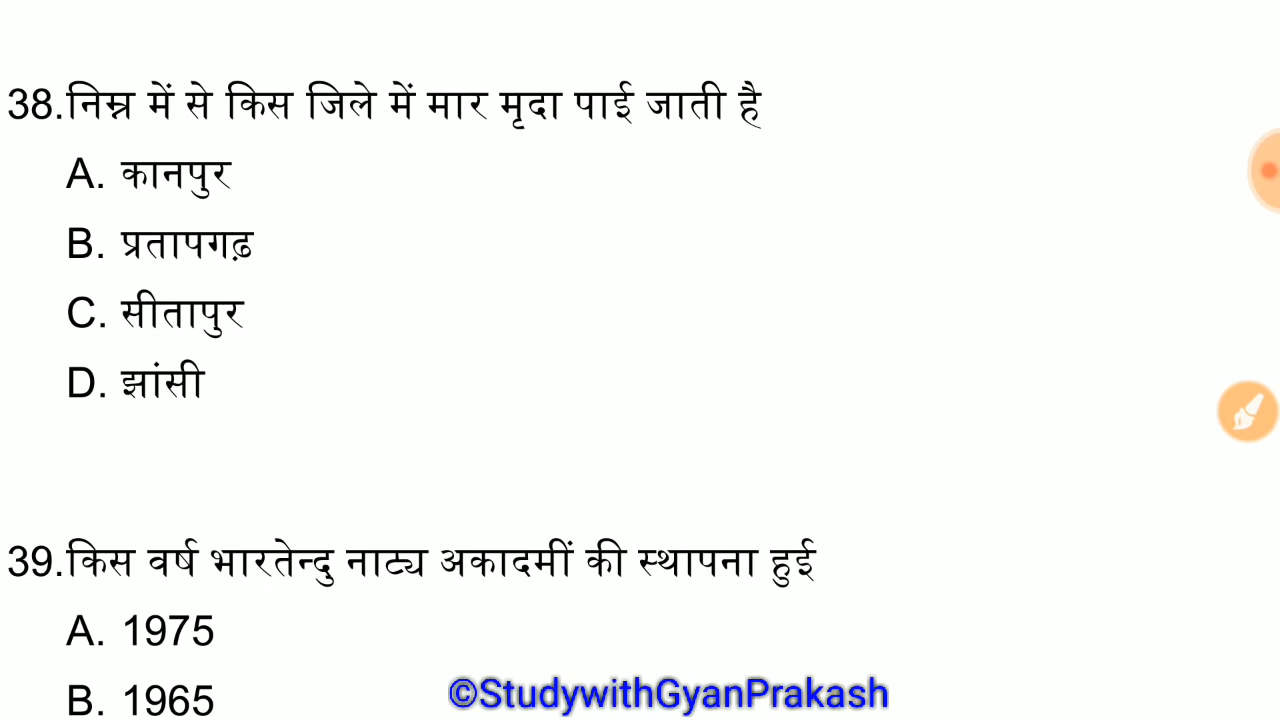 38.निम्न में से किस जिले में मार मृदा पाई जाती है
A. कानपुर
B. प्रतापगढ़
C. सीतापुर
D. झांसी
39.किस वर्ष भारतेन्दु नाट्य अकादमीं की स्थापना हुई
A. 1975
B. 1965
©StudywithGyanPrakash